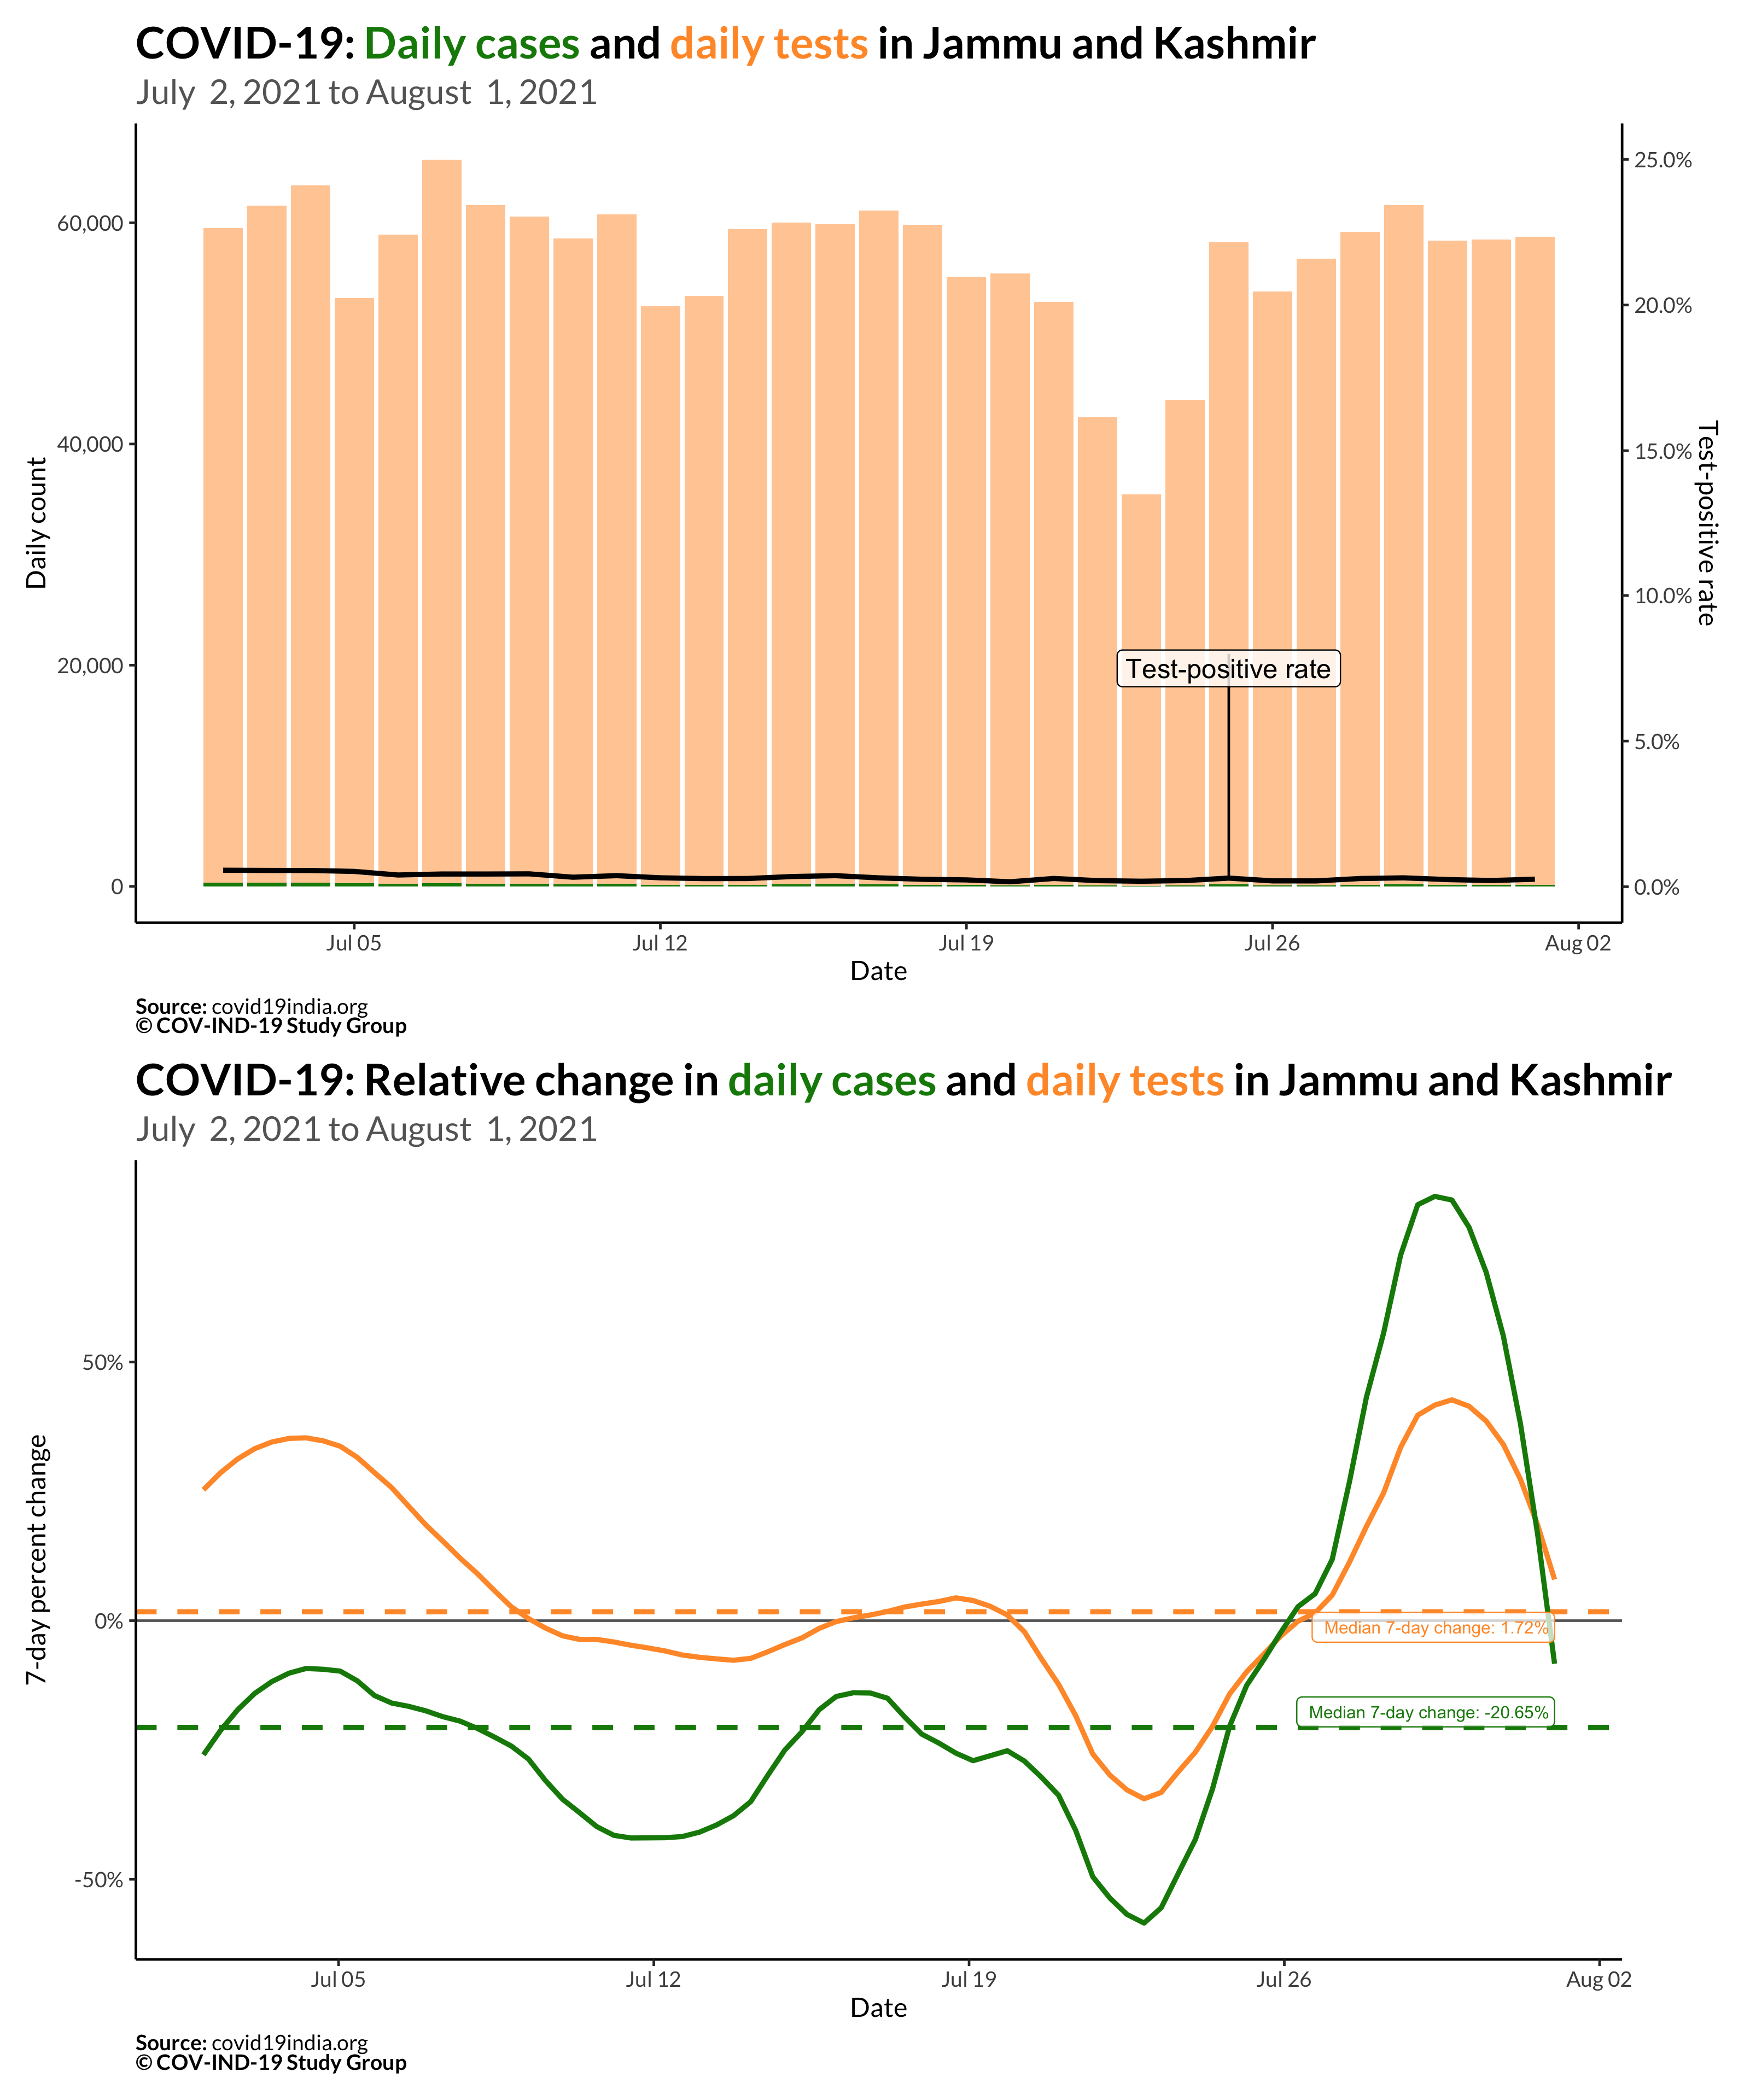 COVID-19: Daily cases and daily tests in Jammu and Kashmir
July  2, 2021 to August  1, 2021
Daily count
60,000
40,000
20,000
0
25.0%
20.0%
15.0%
10.0%
5.0%
0.0%
Test-positive rate
Test-positive rate
Jul 05
Jul 12
Jul 19
Jul 26
Aug 02
Date
Source: covid19india.org
© COV-IND-19 Study Group
COVID-19: Relative change in daily cases and daily tests in Jammu and Kashmir
July  2, 2021 to August  1, 2021
7-day percent change
50%
0%
-50%
Median 7-day change: 1.72%
Median 7-day change: -20.65%
Jul 05
Jul 12
Jul 19
Jul 26
Aug 02
Date
Source: covid19india.org
© COV-IND-19 Study Group